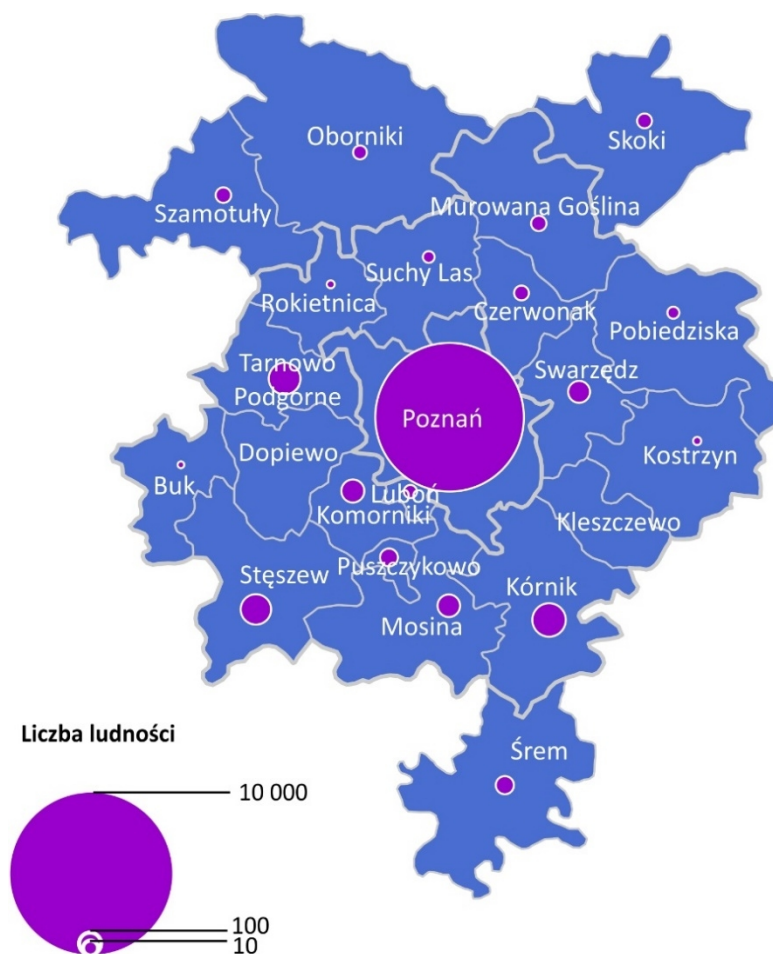 Oborniki
Skoki
Szamotuły
Murowana Goślina
Suchy Las
Rokietnica
Czerwonak
Pobiedziska
Tarnowo
Podgórne
Swarzędz
Poznań
Dopiewo
Kostrzyn
Buk
Luboń
Komorniki
Kleszczewo
Puszczykowo
Stęszew
Kórnik
Mosina
Śrem
Liczba ludności
10 000
100
10